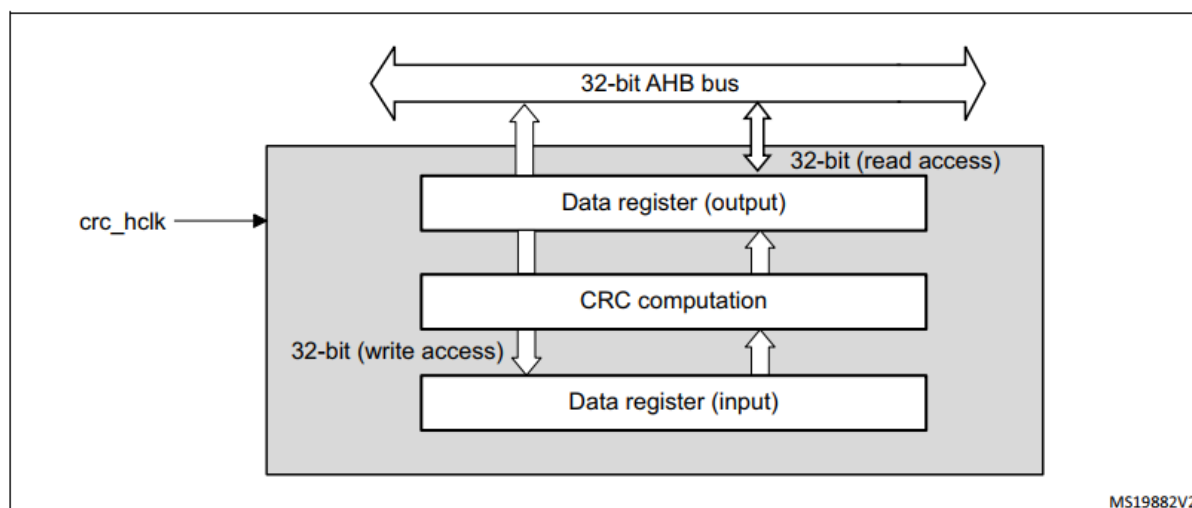 32-bit AHB bus
32-bit (read access)
Data register (output)
crc_hclk
CRC computation
32-bit (write access)
Data register (input)
MS19882V2